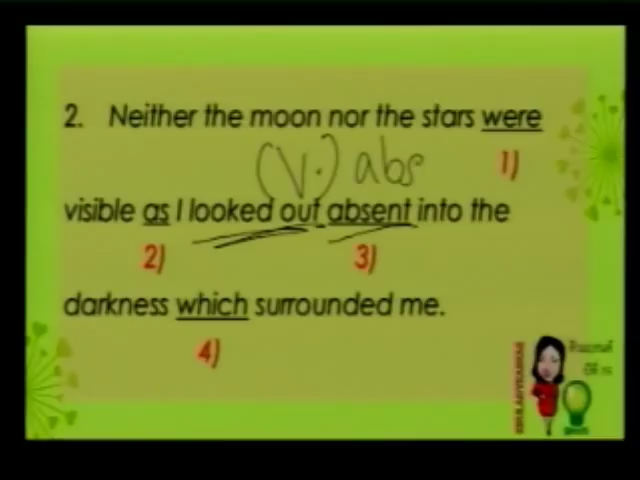 2. Neither the moon nor the stars were
(v.) abs
1)
visible as I looked out absent into the
2)
3)
darkness which surrounded me.
4)